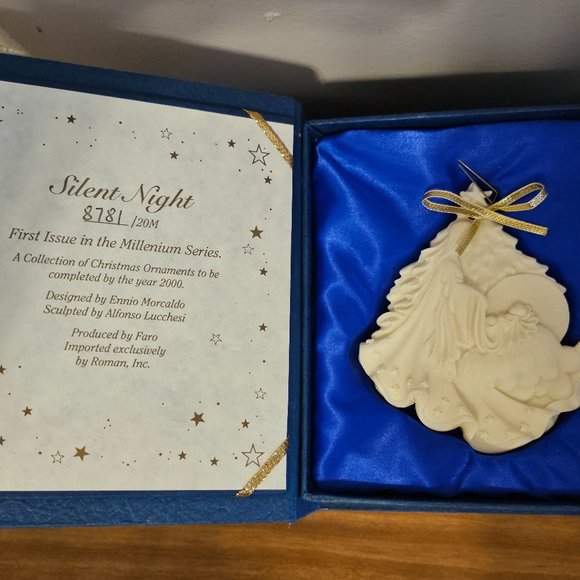 Silent Night
8781/20M
First Issue in the Millenium Series.
A Collection of Christmas Ornaments to be
completed by the year 2000.
Designed by Ennio Morcaldo
Sculpted by Alfonso Lucchesi
Produced by Faro
Imported exclusively
by Roman, Inc.